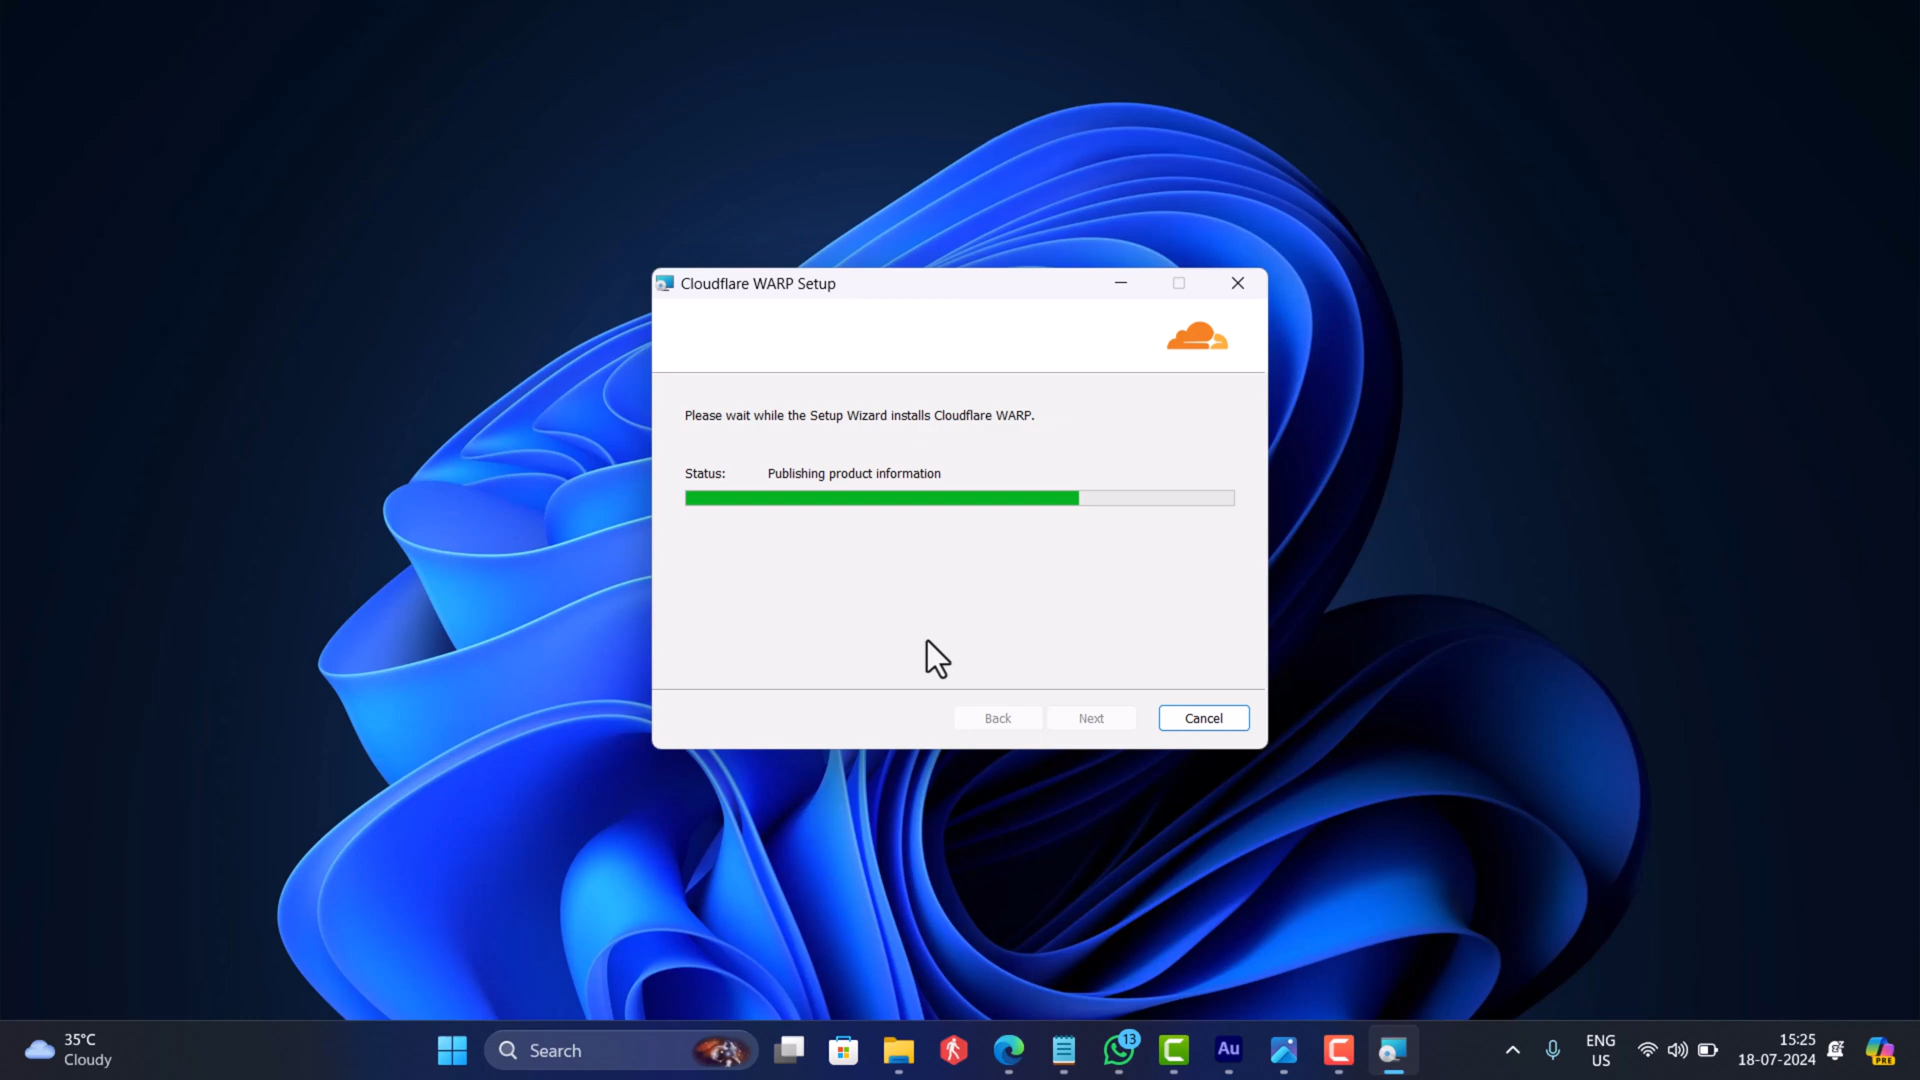 Cloudflare WARP Setup
Please wait while the Setup Wizard installs Cloudflare WARP.
Status: Publishing product information
Back Next Cancel
35°C
Cloudy
Search
13
Au
ENG
US
15:25
18-07-2024
PRE